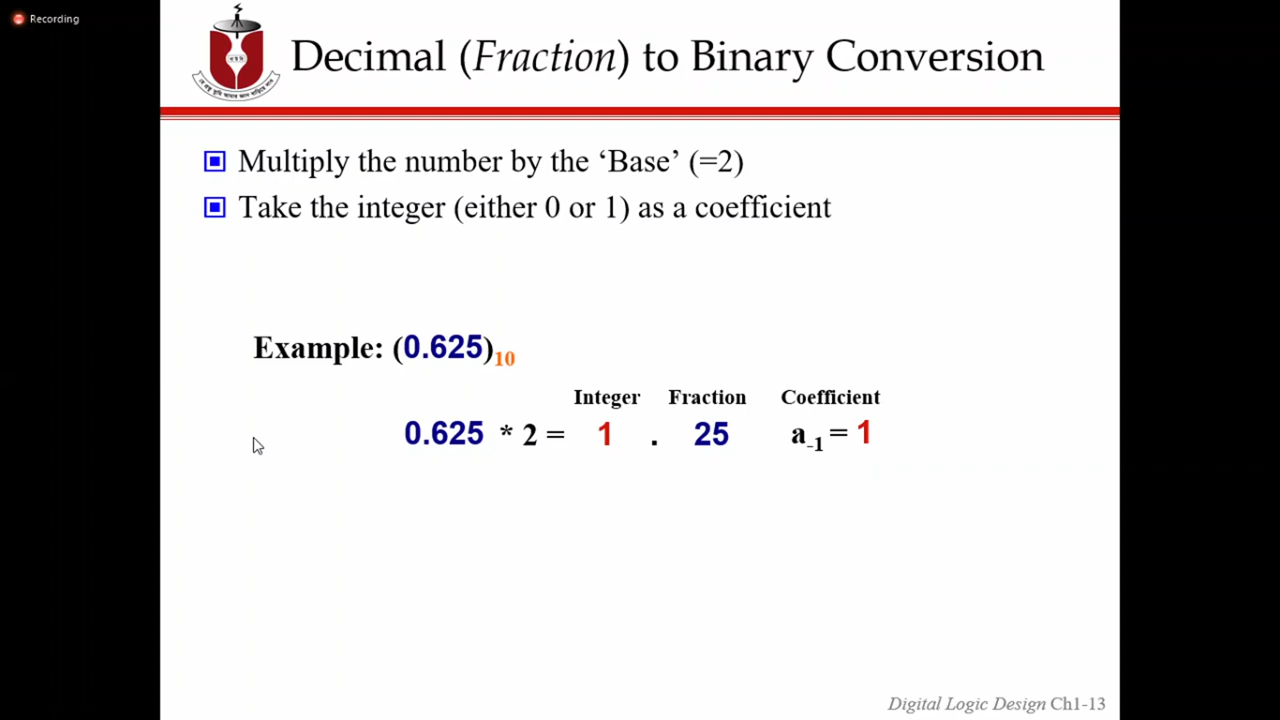 Recording
Decimal (Fraction) to Binary Conversion
Multiply the number by the ‘Base’ (=2)
Take the integer (either 0 or 1) as a coefficient
Example: (0.625)10
Integer Fraction Coefficient
0.625 * 2 = 1 . 25 a-1 = 1
Digital Logic Design Ch1-13